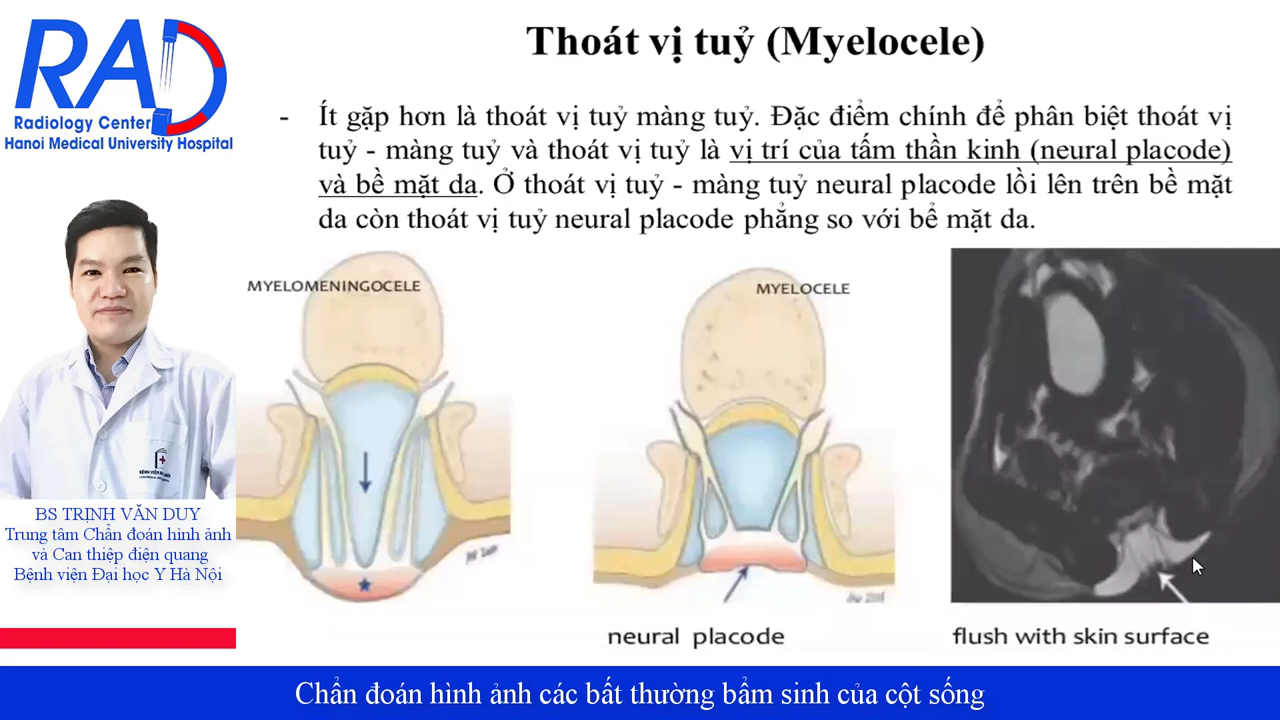 RAD
Radiology Center
Hanoi Medical University Hospital
Thoát vị tuỷ (Myelocele)
- Ít gặp hơn là thoát vị tuỷ màng tuỷ. Đặc điểm chính để phân biệt thoát vị
tuỷ - màng tuỷ và thoát vị tuỷ là vị trí của tấm thần kinh (neural placode)
và bề mặt da. Ở thoát vị tuỷ - màng tuỷ neural placode lồi lên trên bề mặt
da còn thoát vị tuỷ neural placode phẳng so với bể mặt da.
MYELOMENINGOCELE
MYELOCELE
neural placode
flush with skin surface
BS TRỊNH VĂN DUY
Trung tâm Chẩn đoán hình ảnh
và Can thiệp điện quang
Bệnh viện Đại học Y Hà Nội
Chẩn đoán hình ảnh các bất thường bẩm sinh của cột sống